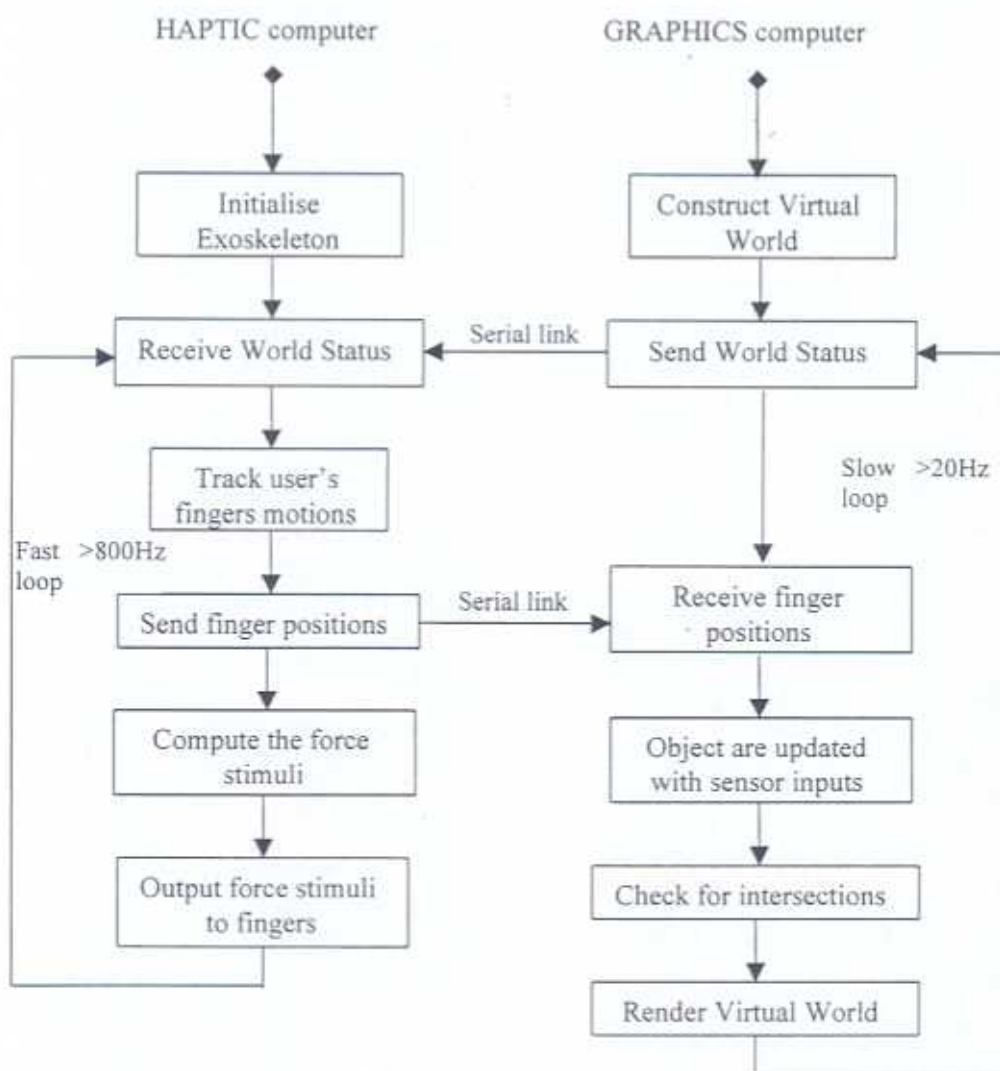 HAPTIC computer
GRAPHICS computer
Initialise
Exoskeleton
Construct Virtual
World
Receive World Status
Serial link
Send World Status
Track user's
fingers motions
Slow >20Hz
loop
Fast >800Hz
loop
Send finger positions
Serial link
Receive finger
positions
Compute the force
stimuli
Object are updated
with sensor inputs
Output force stimuli
to fingers
Check for intersections
Render Virtual World